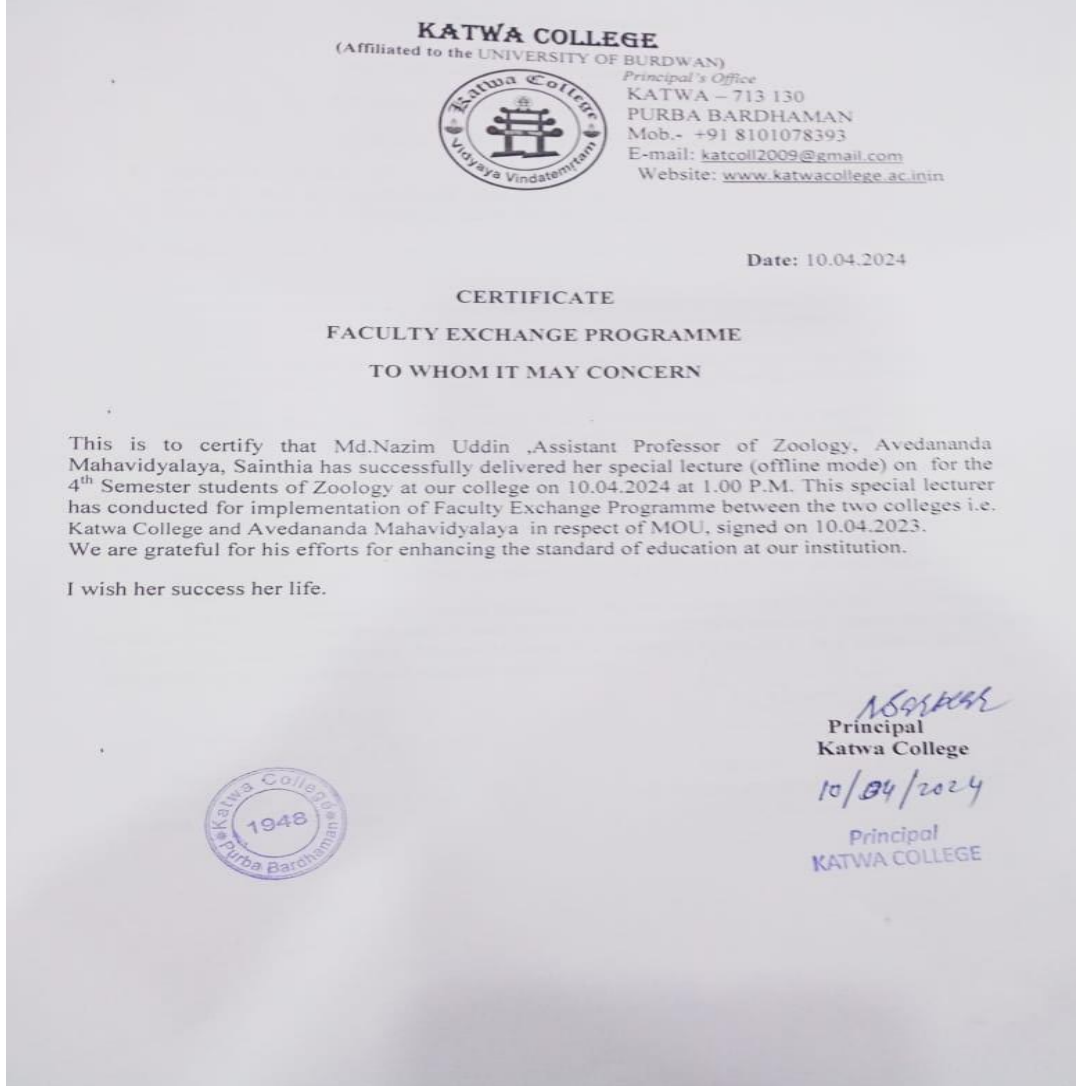 KATWA COLLEGE
(Affiliated to the UNIVERSITY OF BURDWAN)
Katwa College
Vidyaya Vindatemrtam
Principal's Office
KATWA – 713 130
PURBA BARDHAMAN
Mob.- +91 8101078393
E-mail: katcoll2009@gmail.com
Website: www.katwacollege.ac.inin
Date: 10.04.2024
CERTIFICATE
FACULTY EXCHANGE PROGRAMME
TO WHOM IT MAY CONCERN
This is to certify that Md.Nazim Uddin ,Assistant Professor of Zoology, Avedananda
Mahavidyalaya, Sainthia has successfully delivered her special lecture (offline mode) on for the
4th Semester students of Zoology at our college on 10.04.2024 at 1.00 P.M. This special lecturer
has conducted for implementation of Faculty Exchange Programme between the two colleges i.e.
Katwa College and Avedananda Mahavidyalaya in respect of MOU, signed on 10.04.2023.
We are grateful for his efforts for enhancing the standard of education at our institution.
I wish her success her life.
Principal
Katwa College
10/04/2024
Principal
KATWA COLLEGE
Katwa College
1948
Purba Bardhaman